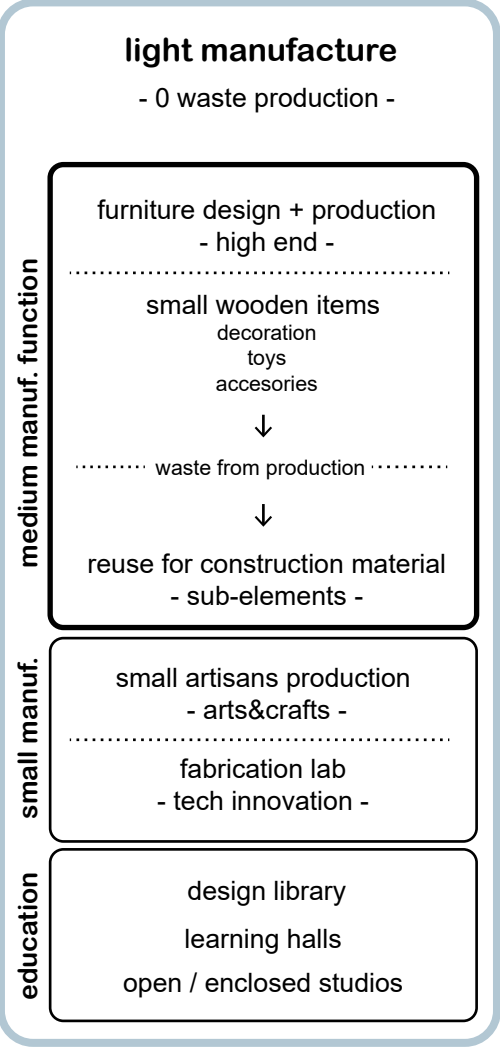 light manufacture
- 0 waste production -
medium manuf. function
furniture design + production
- high end -
small wooden items
decoration
toys
accesories
↓
waste from production
↓
reuse for construction material
- sub-elements -
small manuf.
small artisans production
- arts&crafts -
fabrication lab
- tech innovation -
education
design library
learning halls
open / enclosed studios